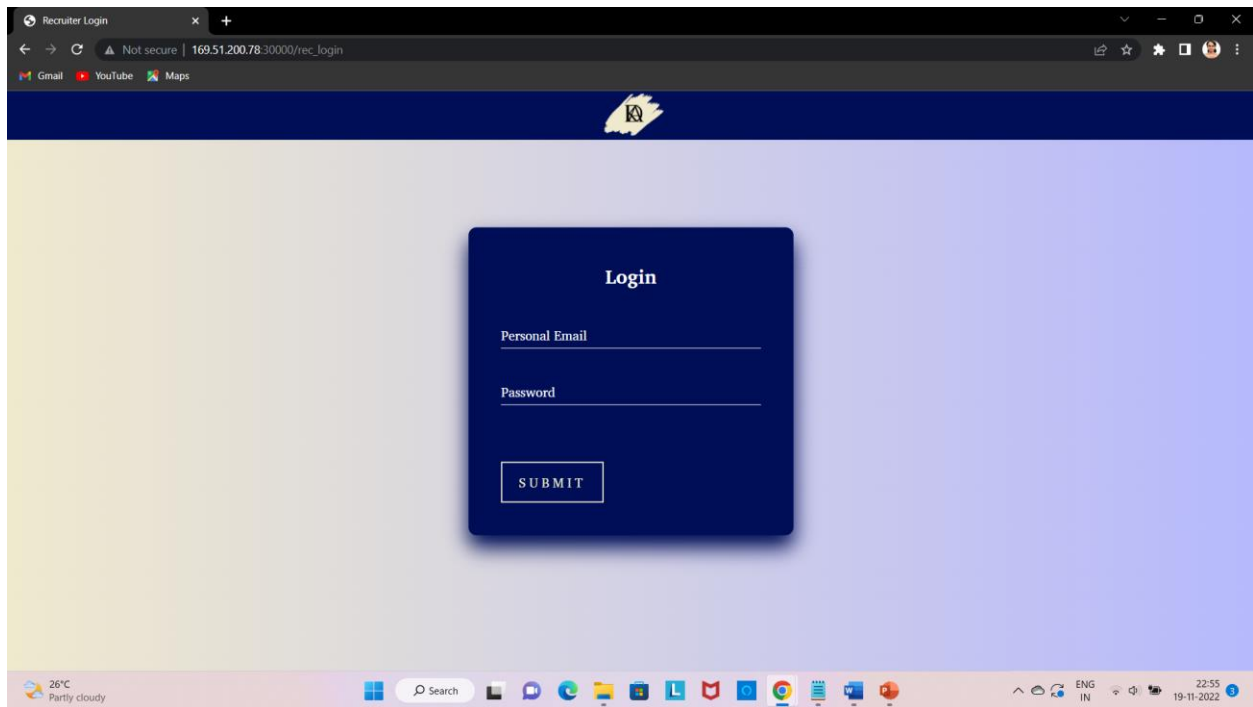 Recruiter Login
Not secure | 169.51.200.78:30000/rec_login
Gmail YouTube Maps
Login
Personal Email
Password
SUBMIT
26°C
Partly cloudy
Search
ENG
IN
22:55
19-11-2022
3